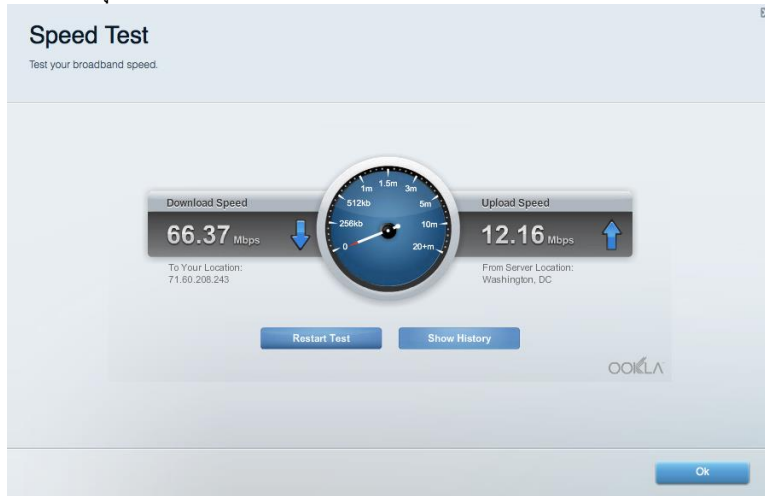 Speed Test
Test your broadband speed.
Download Speed
66.37 Mbps
To Your Location:
71.60.208.243
0
256kb
512kb
1m
1.5m
3m
5m
10m
20+m
Upload Speed
12.16 Mbps
From Server Location:
Washington, DC
Restart Test
Show History
OOKLA
Ok